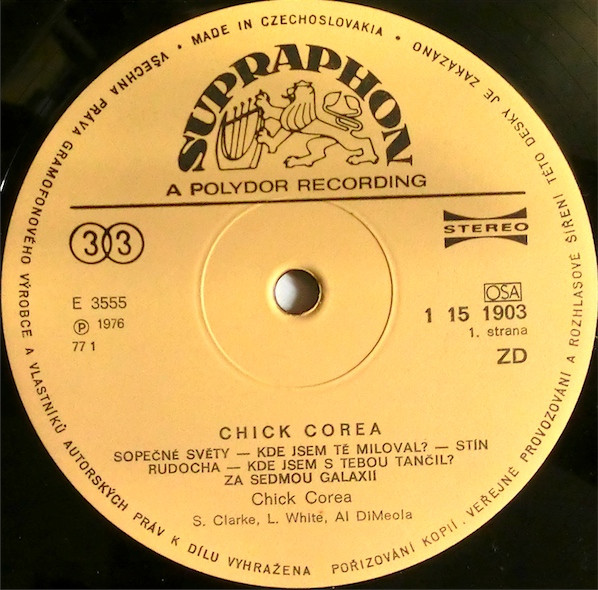 VŠECHNA PRÁVA GRAMOFONOVÉHO VÝROBCE A VLASTNÍKŮ AUTORSKÝCH PRÁV K DÍLU VYHRAŽENA POŘIZOVÁNÍ KOPIÍ. VEŘEJNÉ PROVOZOVÁNÍ A ROZHLASOVÉ ŠÍŘENÍ TÉTO DESKY JE ZAKÁZÁNO • MADE IN CZECHOSLOVAKIA •
SUPRAPHON
A POLYDOR RECORDING
33
STEREO
E 3555
Ⓟ 1976
77 1
OSA
1 15 1903
1. strana
ZD
CHICK COREA
SOPEČNÉ SVĚTY — KDE JSEM TĚ MILOVAL? — STÍN
RUDOCHA — KDE JSEM S TEBOU TANČIL?
ZA SEDMOU GALAXII
Chick Corea
S. Clarke, L. White, Al DiMeola